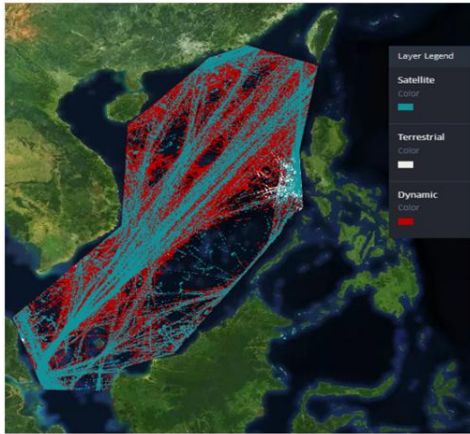 Layer Legend
Satellite
Color
Terrestrial
Color
Dynamic
Color